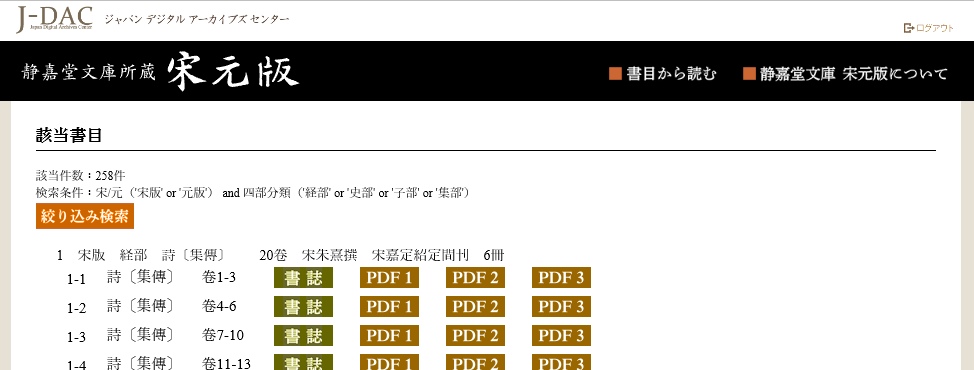 J-DAC ジャパン デジタル アーカイブズ センター
Japan Digital Archives Center
ログアウト
静嘉堂文庫所蔵 宋元版
書目から読む 静嘉堂文庫 宋元版について
該当書目
該当件数：258件
検索条件：宋/元（'宋版' or '元版'） and 四部分類（'経部' or '史部' or '子部' or '集部'）
絞り込み検索
1 宋版 経部 詩〔集傳〕 20巻 宋朱熹撰 宋嘉定紹定間刊 6冊
1-1 詩〔集傳〕 卷1-3 書誌 PDF 1 PDF 2 PDF 3
1-2 詩〔集傳〕 卷4-6 書誌 PDF 1 PDF 2 PDF 3
1-3 詩〔集傳〕 卷7-10 書誌 PDF 1 PDF 2 PDF 3
1-4 詩〔集傳〕 卷11-13 書誌 PDF 1 PDF 2 PDF 3